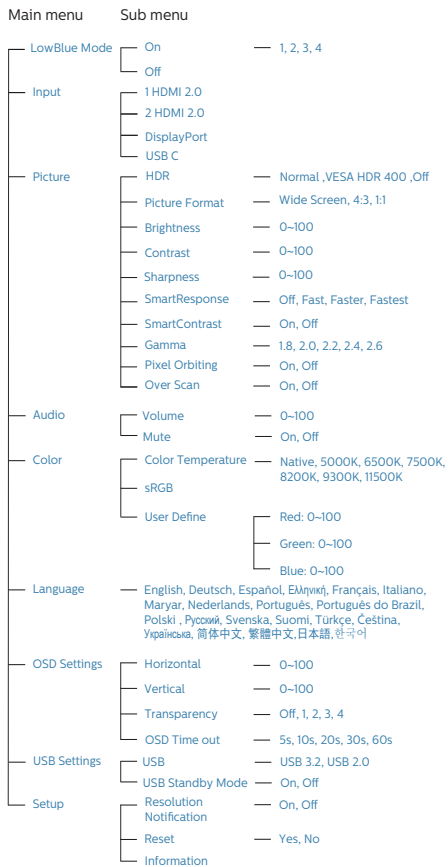 Main menu Sub menu
LowBlue Mode On 1, 2, 3, 4
Off
Input 1 HDMI 2.0
2 HDMI 2.0
DisplayPort
USB C
Picture HDR Normal ,VESA HDR 400 ,Off
Picture Format Wide Screen, 4:3, 1:1
Brightness 0~100
Contrast 0~100
Sharpness 0~100
SmartResponse Off, Fast, Faster, Fastest
SmartContrast On, Off
Gamma 1.8, 2.0, 2.2, 2.4, 2.6
Pixel Orbiting On, Off
Over Scan On, Off
Audio Volume 0~100
Mute On, Off
Color Color Temperature Native, 5000K, 6500K, 7500K,
8200K, 9300K, 11500K
sRGB
User Define Red: 0~100
Green: 0~100
Blue: 0~100
Language English, Deutsch, Español, Ελληνική, Français, Italiano,
Maryar, Nederlands, Português, Português do Brazil,
Polski , Русский, Svenska, Suomi, Türkçe, Čeština,
Українська, 简体中文, 繁體中文,日本語,한국어
OSD Settings Horizontal 0~100
Vertical 0~100
Transparency Off, 1, 2, 3, 4
OSD Time out 5s, 10s, 20s, 30s, 60s
USB Settings USB USB 3.2, USB 2.0
USB Standby Mode On, Off
Setup Resolution On, Off
Notification
Reset Yes, No
Information